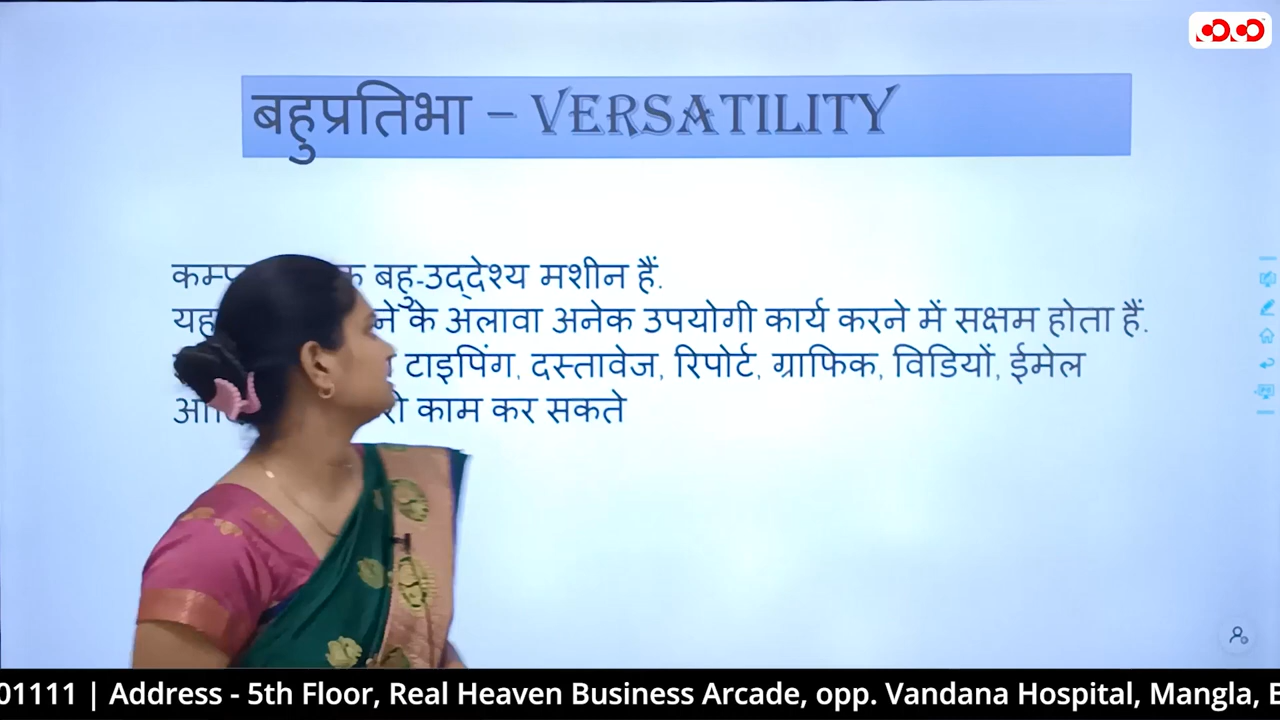 बहुप्रतिभा – VERSATILITY
बहु-उद्देश्य मशीन हैं.
के अलावा अनेक उपयोगी कार्य करने में सक्षम होता हैं.
टाइपिंग, दस्तावेज, रिपोर्ट, ग्राफिक, विडियों, ईमेल
काम कर सकते
01111 | Address - 5th Floor, Real Heaven Business Arcade, opp. Vandana Hospital, Mangla,